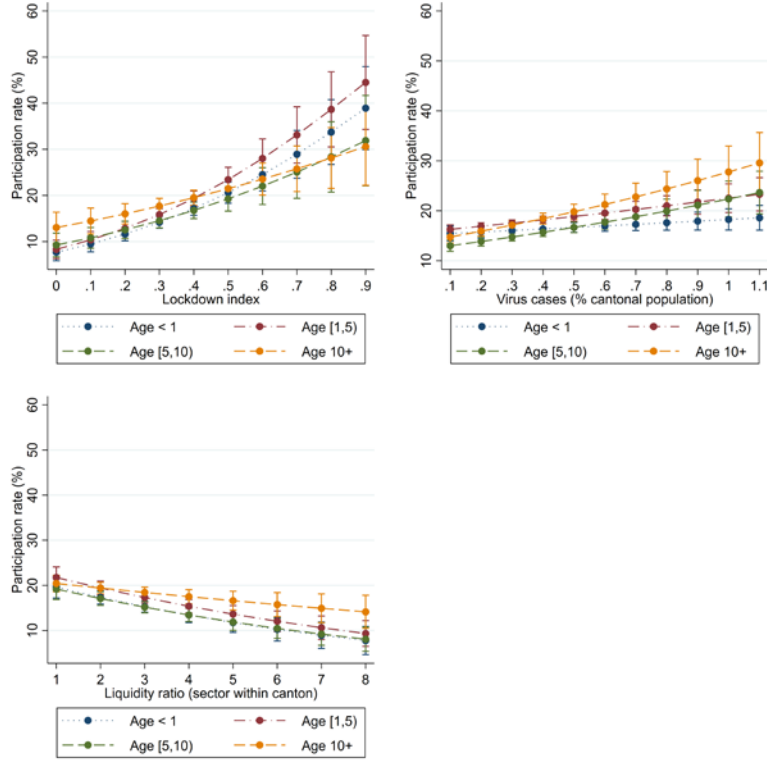 Participation rate (%)
60
50
40
30
20
10
0 .1 .2 .3 .4 .5 .6 .7 .8 .9
Lockdown index
Age < 1 Age [1,5)
Age [5,10) Age 10+
Participation rate (%)
60
50
40
30
20
10
.1 .2 .3 .4 .5 .6 .7 .8 .9 1 1.1
Virus cases (% cantonal population)
Age < 1 Age [1,5)
Age [5,10) Age 10+
Participation rate (%)
60
50
40
30
20
10
1 2 3 4 5 6 7 8
Liquidity ratio (sector within canton)
Age < 1 Age [1,5)
Age [5,10) Age 10+